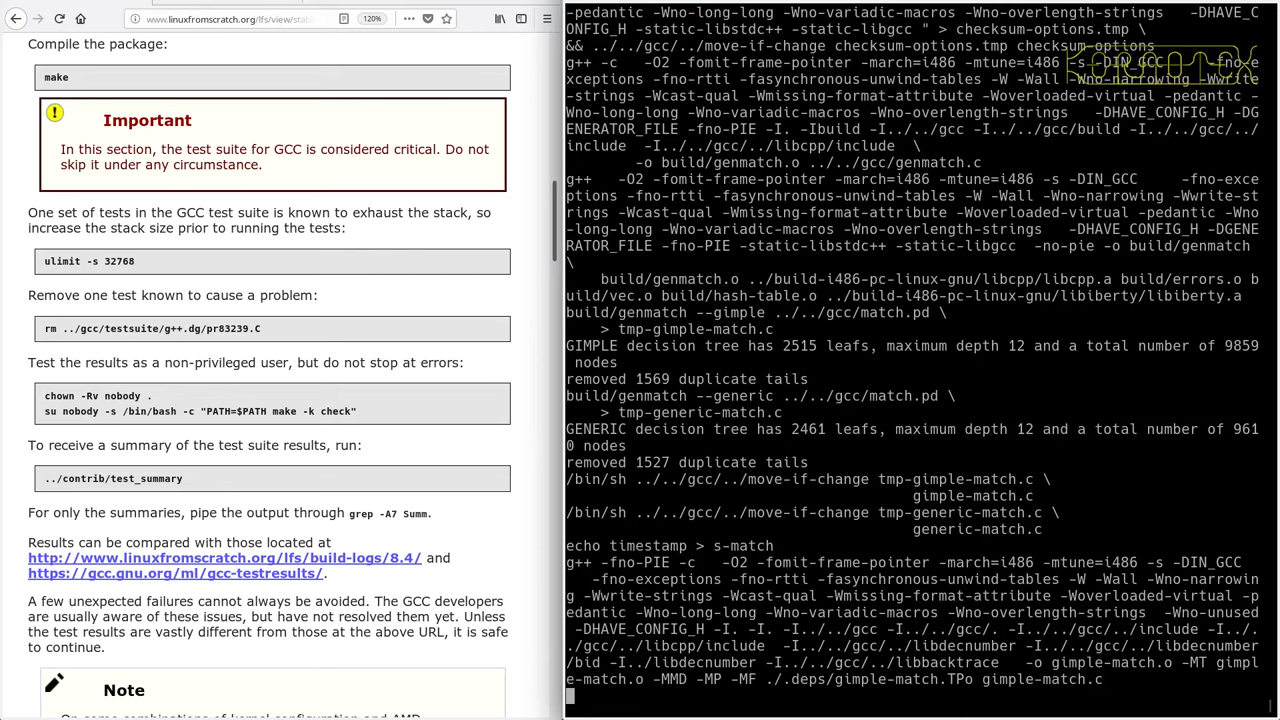 www.linuxfromscratch.org/lfs/view/stabl
120%
Compile the package:
make
Important
In this section, the test suite for GCC is considered critical. Do not
skip it under any circumstance.
One set of tests in the GCC test suite is known to exhaust the stack, so
increase the stack size prior to running the tests:
ulimit -s 32768
Remove one test known to cause a problem:
rm ../gcc/testsuite/g++.dg/pr83239.C
Test the results as a non-privileged user, but do not stop at errors:
chown -Rv nobody .
su nobody -s /bin/bash -c "PATH=$PATH make -k check"
To receive a summary of the test suite results, run:
../contrib/test_summary
For only the summaries, pipe the output through grep -A7 Summ.
Results can be compared with those located at
http://www.linuxfromscratch.org/lfs/build-logs/8.4/ and
https://gcc.gnu.org/ml/gcc-testresults/.
A few unexpected failures cannot always be avoided. The GCC developers
are usually aware of these issues, but have not resolved them yet. Unless
the test results are vastly different from those at the above URL, it is safe
to continue.
Note
On some combinations of kernel configuration and AMD
-pedantic -Wno-long-long -Wno-variadic-macros -Wno-overlength-strings   -DHAVE_C
ONFIG_H -static-libstdc++ -static-libgcc " > checksum-options.tmp \
&& ../../gcc/../move-if-change checksum-options.tmp checksum-options
g++ -c   -O2 -fomit-frame-pointer -march=i486 -mtune=i486 -s -DIN_GCC     -fno-e
xceptions -fno-rtti -fasynchronous-unwind-tables -W -Wall -Wno-narrowing -Wwrite
-strings -Wcast-qual -Wmissing-format-attribute -Woverloaded-virtual -pedantic -
Wno-long-long -Wno-variadic-macros -Wno-overlength-strings   -DHAVE_CONFIG_H -DG
ENERATOR_FILE -fno-PIE -I. -Ibuild -I../../gcc -I../../gcc/build -I../../gcc/../
include  -I../../gcc/../libcpp/include  \
-o build/genmatch.o ../../gcc/genmatch.c
g++   -O2 -fomit-frame-pointer -march=i486 -mtune=i486 -s -DIN_GCC     -fno-exce
ptions -fno-rtti -fasynchronous-unwind-tables -W -Wall -Wno-narrowing -Wwrite-st
rings -Wcast-qual -Wmissing-format-attribute -Woverloaded-virtual -pedantic -Wno
-long-long -Wno-variadic-macros -Wno-overlength-strings   -DHAVE_CONFIG_H -DGENE
RATOR_FILE -fno-PIE -static-libstdc++ -static-libgcc  -no-pie -o build/genmatch
\
build/genmatch.o ../build-i486-pc-linux-gnu/libcpp/libcpp.a build/errors.o b
uild/vec.o build/hash-table.o ../build-i486-pc-linux-gnu/libiberty/libiberty.a
build/genmatch --gimple ../../gcc/match.pd \
> tmp-gimple-match.c
GIMPLE decision tree has 2515 leafs, maximum depth 12 and a total number of 9859
nodes
removed 1569 duplicate tails
build/genmatch --generic ../../gcc/match.pd \
> tmp-generic-match.c
GENERIC decision tree has 2461 leafs, maximum depth 12 and a total number of 961
0 nodes
removed 1527 duplicate tails
/bin/sh ../../gcc/../move-if-change tmp-gimple-match.c \
gimple-match.c
/bin/sh ../../gcc/../move-if-change tmp-generic-match.c \
generic-match.c
echo timestamp > s-match
g++ -fno-PIE -c   -O2 -fomit-frame-pointer -march=i486 -mtune=i486 -s -DIN_GCC
-fno-exceptions -fno-rtti -fasynchronous-unwind-tables -W -Wall -Wno-narrowin
g -Wwrite-strings -Wcast-qual -Wmissing-format-attribute -Woverloaded-virtual -p
edantic -Wno-long-long -Wno-variadic-macros -Wno-overlength-strings  -Wno-unused
-DHAVE_CONFIG_H -I. -I. -I../../gcc -I../../gcc/. -I../../gcc/../include -I../.
./gcc/../libcpp/include  -I../../gcc/../libdecnumber -I../../gcc/../libdecnumber
/bid -I../libdecnumber -I../../gcc/../libbacktrace   -o gimple-match.o -MT gimpl
e-match.o -MMD -MP -MF ./.deps/gimple-match.TPo gimple-match.c